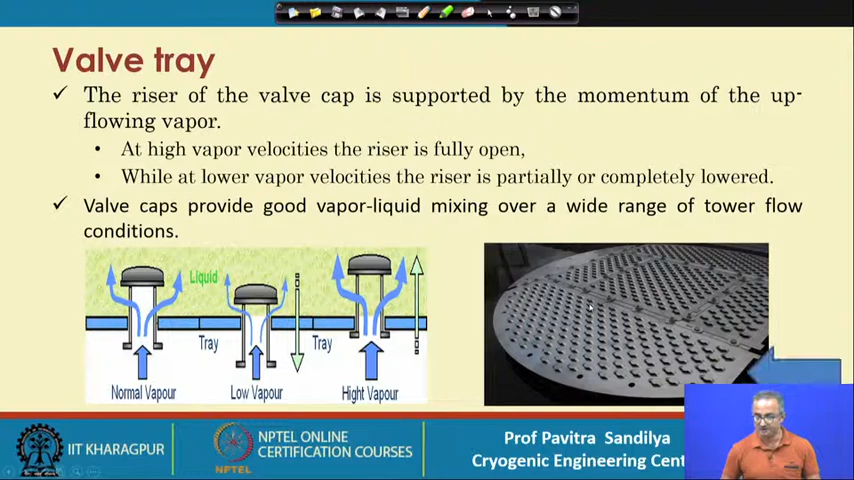 Valve tray
✓ The riser of the valve cap is supported by the momentum of the up-
flowing vapor.
• At high vapor velocities the riser is fully open,
• While at lower vapor velocities the riser is partially or completely lowered.
✓ Valve caps provide good vapor-liquid mixing over a wide range of tower flow
conditions.
Liquid
Tray
Tray
Normal Vapour
Low Vapour
Hight Vapour
IIT KHARAGPUR
NPTEL
NPTEL ONLINE
CERTIFICATION COURSES
Prof Pavitra Sandilya
Cryogenic Engineering Cent